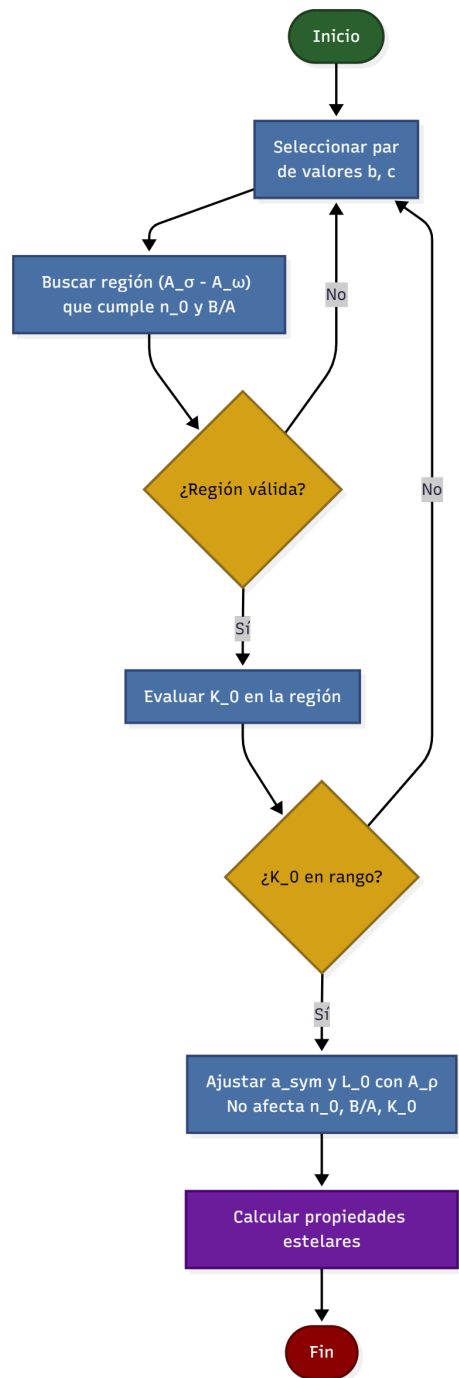 Inicio
Seleccionar par
de valores b, c
Buscar región (A_σ - A_ω)
que cumple n_0 y B/A
No
¿Región válida?
No
Sí
Evaluar K_0 en la región
¿K_0 en rango?
Sí
Ajustar a_sym y L_0 con A_ρ
No afecta n_0, B/A, K_0
Calcular propiedades
estelares
Fin